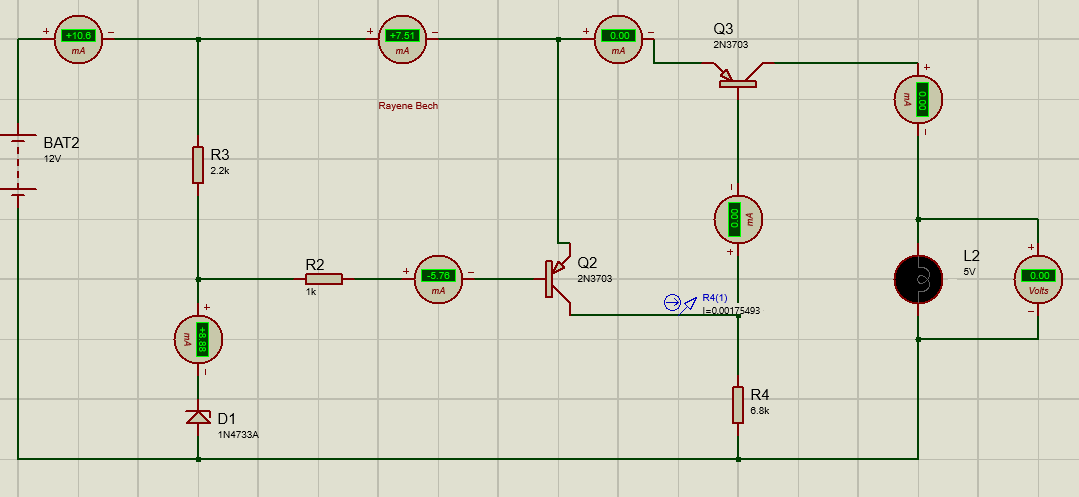 +10.6
mA
+7.51
mA
0.00
mA
Q3
2N3703
0.00
mA
Rayene Bech
BAT2
12V
R3
2.2k
0.00
mA
R2
1k
-5.76
mA
Q2
2N3703
L2
5V
0.00
Volts
R4(1)
I=0.00175493
+8.88
mA
D1
1N4733A
R4
6.8k